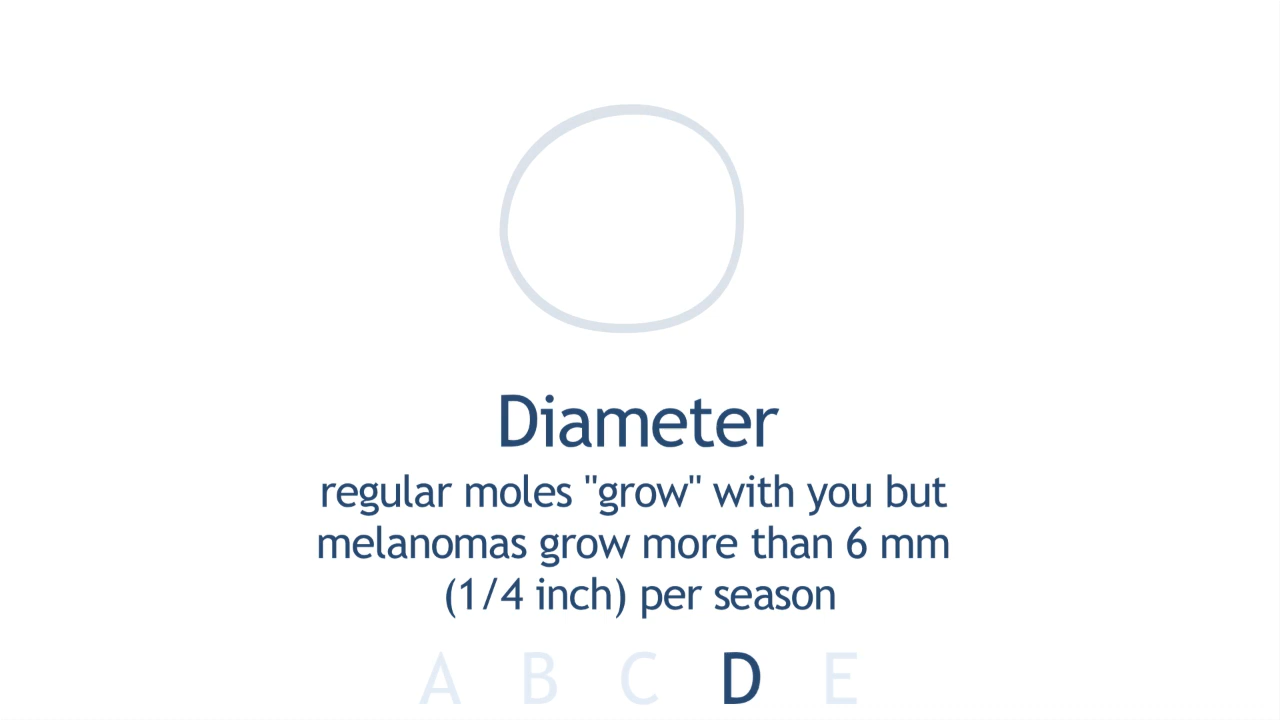 Diameter
regular moles "grow" with you but
melanomas grow more than 6 mm
(1/4 inch) per season
A B C D E